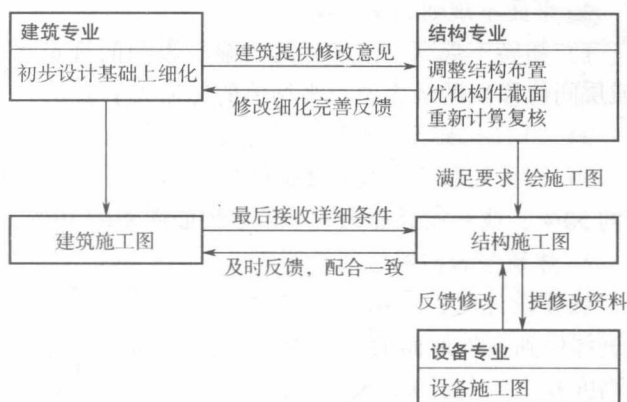 建筑专业
初步设计基础上细化
建筑提供修改意见
修改细化完善反馈
结构专业
调整结构布置
优化构件截面
重新计算复核
满足要求 绘施工图
建筑施工图
最后接收详细条件
及时反馈，配合一致
结构施工图
反馈修改 提修改资料
设备专业
设备施工图